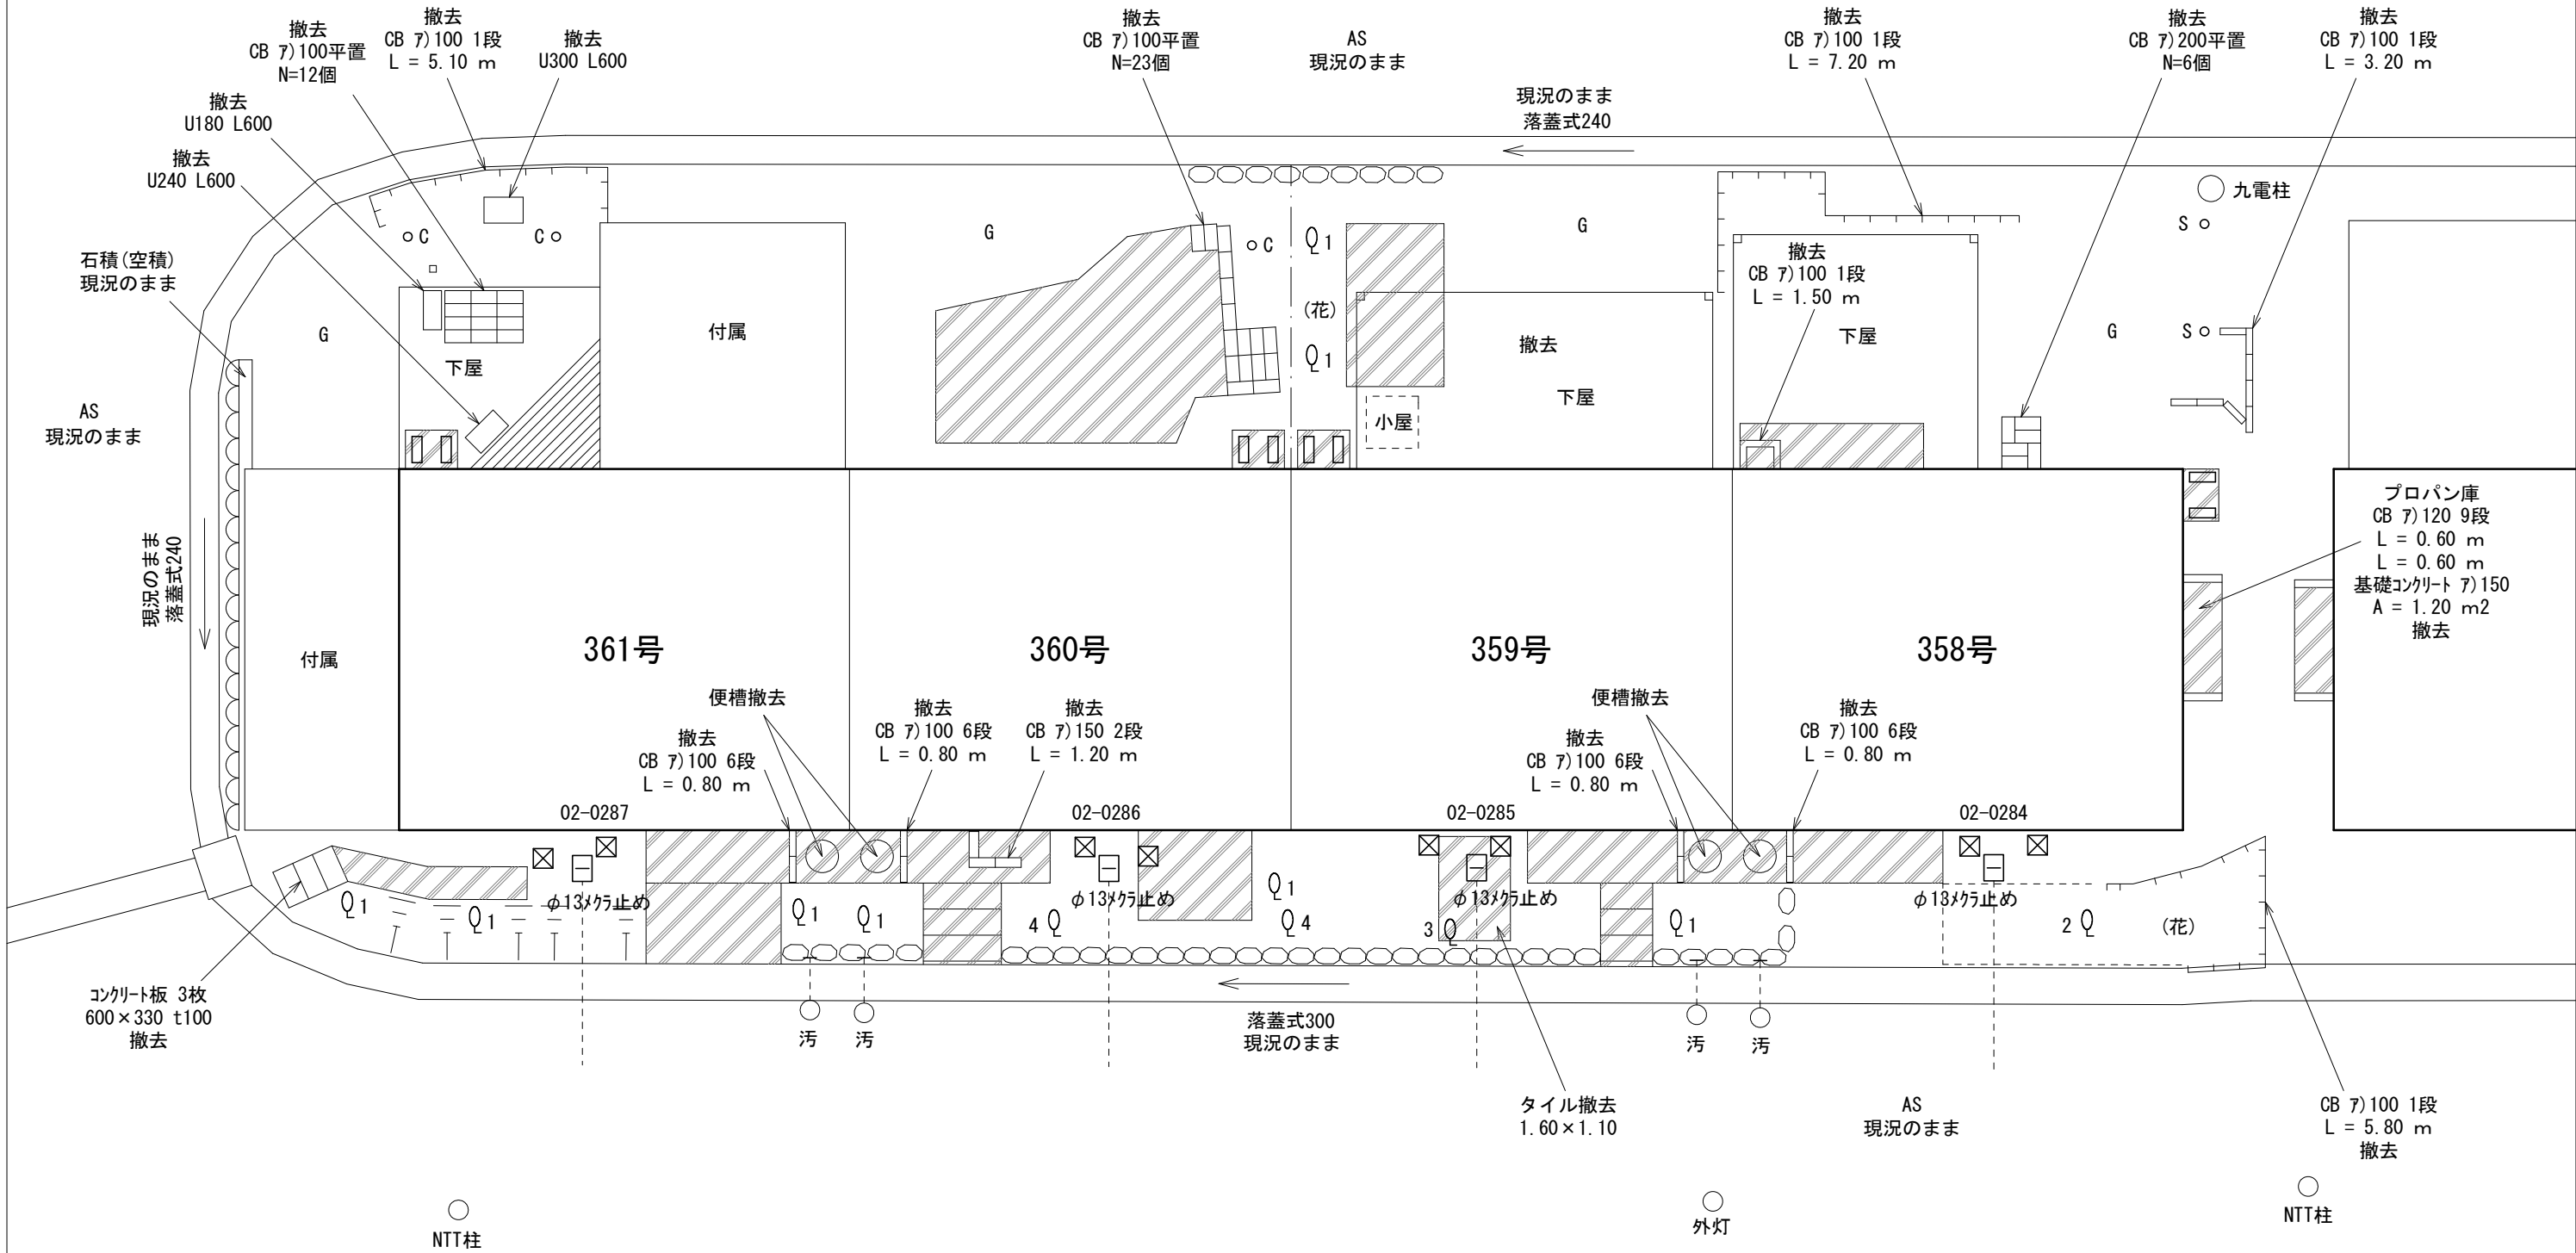 撤去
CB ｱ)100平置
N=12個
撤去
CB ｱ)100 1段
L = 5.10 m
撤去
U300 L600
撤去
CB ｱ)100平置
N=23個
AS
現況のまま
撤去
CB ｱ)100 1段
L = 7.20 m
撤去
CB ｱ)200平置
N=6個
撤去
CB ｱ)100 1段
L = 3.20 m
撤去
U180 L600
撤去
U240 L600
現況のまま
落蓋式240
九電柱
S
C
C
G
C
1
G
石積(空積)
現況のまま
撤去
CB ｱ)100 1段
L = 1.50 m
(花)
G
付属
1
撤去
下屋
G
S
下屋
下屋
小屋
AS
現況のまま
プロパン庫
CB ｱ)120 9段
L = 0.60 m
L = 0.60 m
基礎ｺﾝｸﾘｰﾄ ｱ)150
A = 1.20 m2
撤去
現況のまま
落蓋式240
付属
361号
360号
359号
358号
便槽撤去
撤去
CB ｱ)100 6段
L = 0.80 m
撤去
CB ｱ)100 6段
L = 0.80 m
撤去
CB ｱ)150 2段
L = 1.20 m
便槽撤去
撤去
CB ｱ)100 6段
L = 0.80 m
撤去
CB ｱ)100 6段
L = 0.80 m
02-0287
02-0286
02-0285
02-0284
1
1
φ13ﾒｸﾗ止め
1
1
4
φ13ﾒｸﾗ止め
1
4
3
φ13ﾒｸﾗ止め
1
φ13ﾒｸﾗ止め
2
(花)
ｺﾝｸﾘｰﾄ板 3枚
600×330 t100
撤去
汚
汚
落蓋式300
現況のまま
汚
汚
タイル撤去
1.60×1.10
AS
現況のまま
CB ｱ)100 1段
L = 5.80 m
撤去
NTT柱
外灯
NTT柱